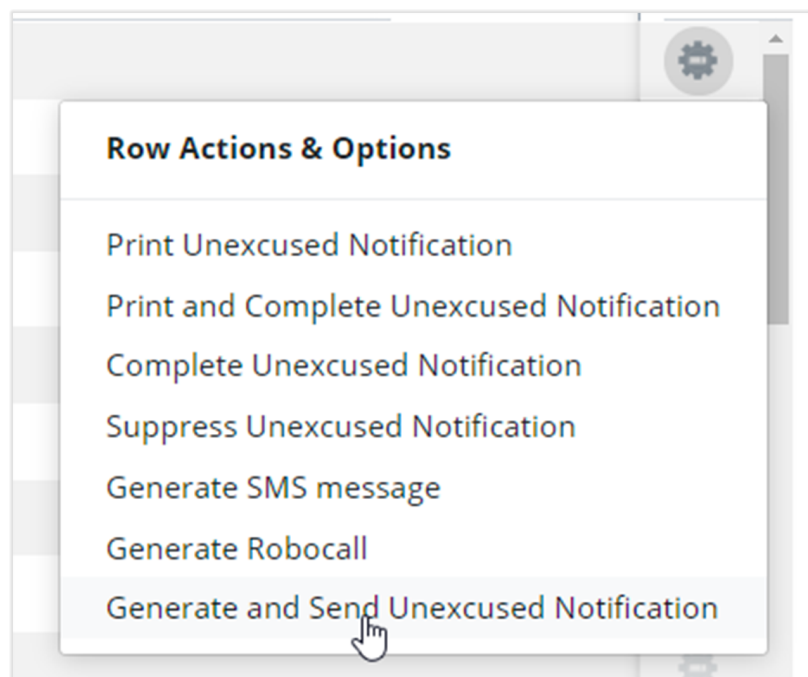 Row Actions & Options
Print Unexcused Notification
Print and Complete Unexcused Notification
Complete Unexcused Notification
Suppress Unexcused Notification
Generate SMS message
Generate Robocall
Generate and Send Unexcused Notification